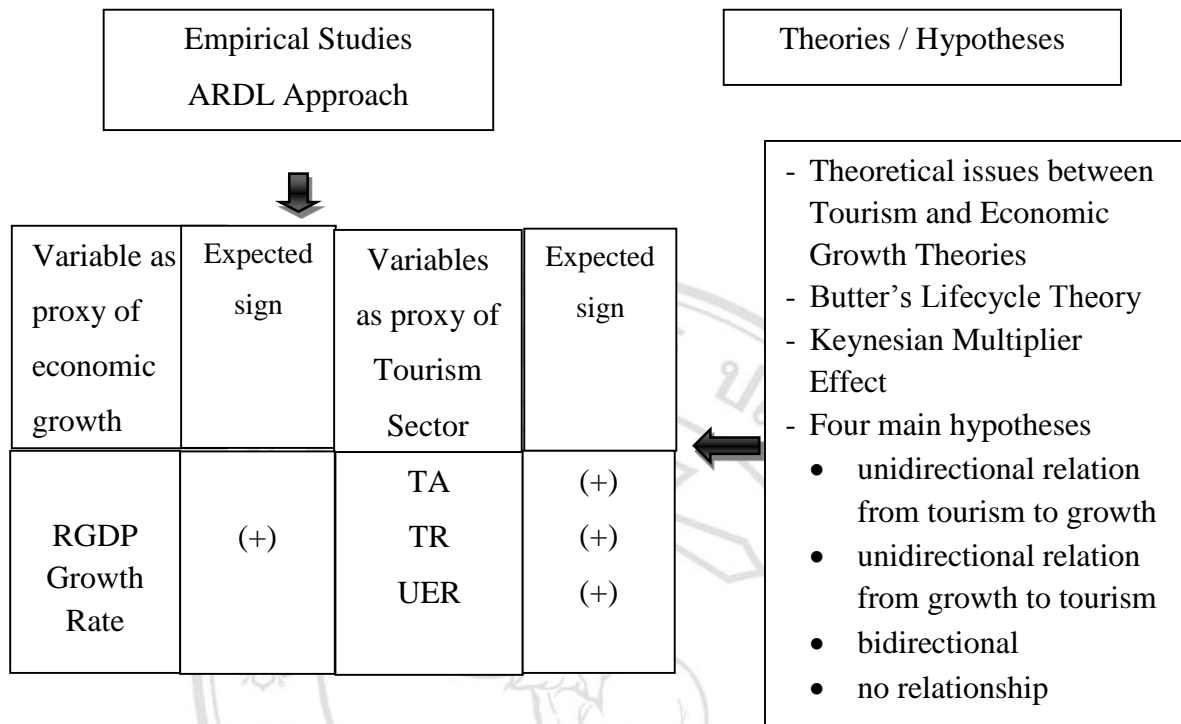 Empirical Studies
ARDL Approach
Theories / Hypotheses
Variable as
proxy of
economic
growth
Expected
sign
Variables
as proxy of
Tourism
Sector
Expected
sign
RGDP
Growth
Rate
(+)
TA
TR
UER
(+)
(+)
(+)
- Theoretical issues between
Tourism and Economic
Growth Theories
- Butter's Lifecycle Theory
- Keynesian Multiplier
Effect
- Four main hypotheses
• unidirectional relation
from tourism to growth
• unidirectional relation
from growth to tourism
• bidirectional
• no relationship